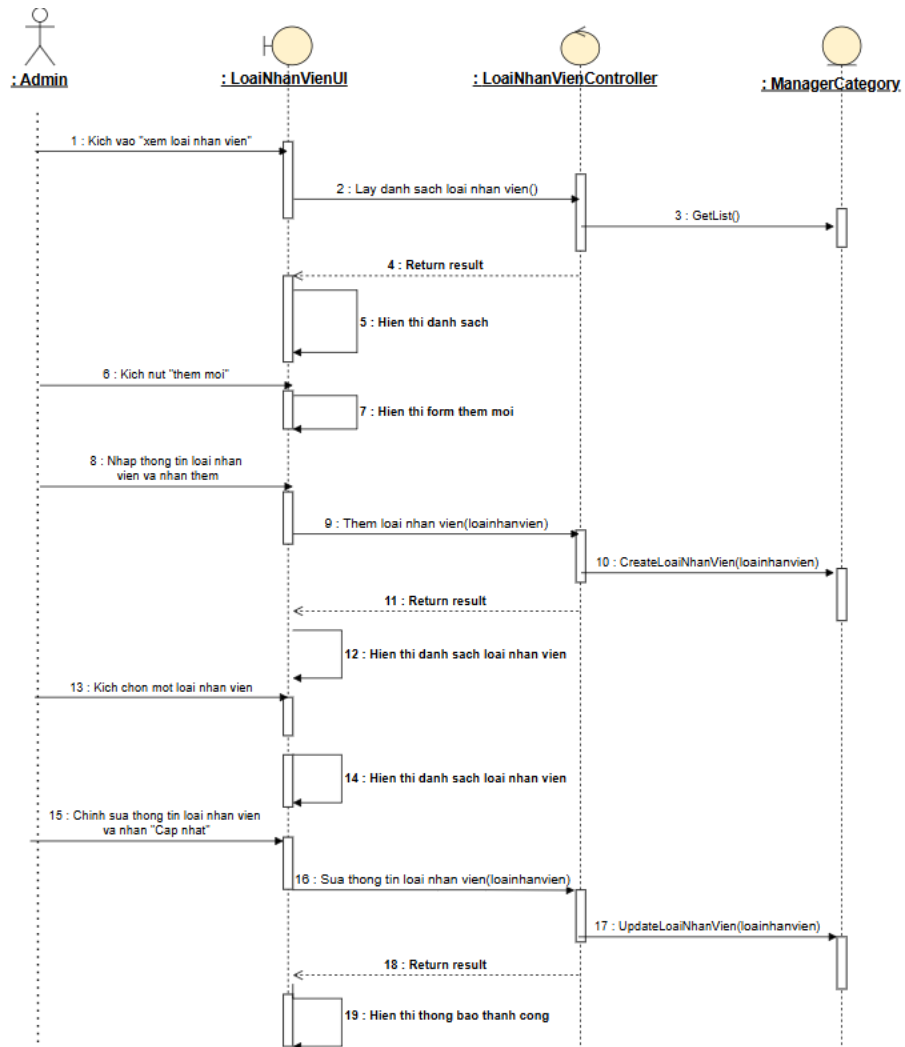 : Admin
: LoaiNhanVienUI
: LoaiNhanVienController
: ManagerCategory
1 : Kich vao "xem loai nhan vien"
2 : Lay danh sach loai nhan vien()
3 : GetList()
4 : Return result
5 : Hien thi danh sach
6 : Kich nut "them moi"
7 : Hien thi form them moi
8 : Nhap thong tin loai nhan
vien va nhan them
9 : Them loai nhan vien(loainhanvien)
10 : CreateLoaiNhanVien(loainhanvien)
11 : Return result
12 : Hien thi danh sach loai nhan vien
13 : Kich chon mot loai nhan vien
14 : Hien thi danh sach loai nhan vien
15 : Chinh sua thong tin loai nhan vien
va nhan "Cap nhat"
16 : Sua thong tin loai nhan vien(loainhanvien)
17 : UpdateLoaiNhanVien(loainhanvien)
18 : Return result
19 : Hien thi thong bao thanh cong